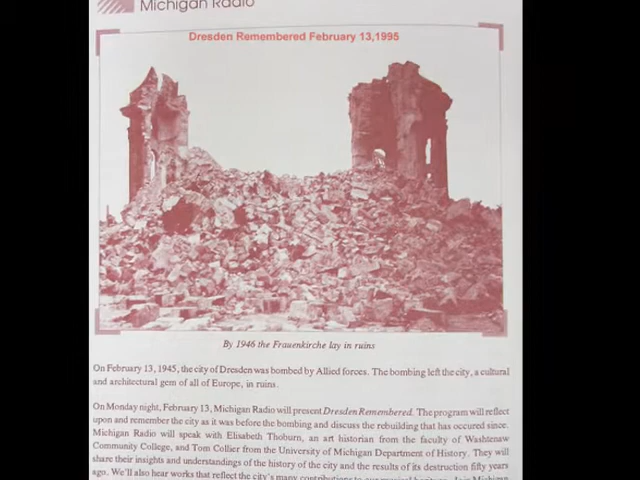 Michigan Radio
Dresden Remembered February 13,1995
By 1946 the Frauenkirche lay in ruins
On February 13, 1945, the city of Dresden was bombed by Allied forces. The bombing left the city, a cultural
and architectural gem of all of Europe, in ruins.
On Monday night, February 13, Michigan Radio will present Dresden Remembered. The program will reflect
upon and remember the city as it was before the bombing and discuss the rebuilding that has occured since.
Michigan Radio will speak with Elisabeth Thoburn, an art historian from the faculty of Washtenaw
Community College, and Tom Collier from the University of Michigan Department of History. They will
share their insights and understandings of the history of the city and the results of its destruction fifty years
ago. We'll also hear works that reflect the city's many contributions to our musical heritage. Join Michigan